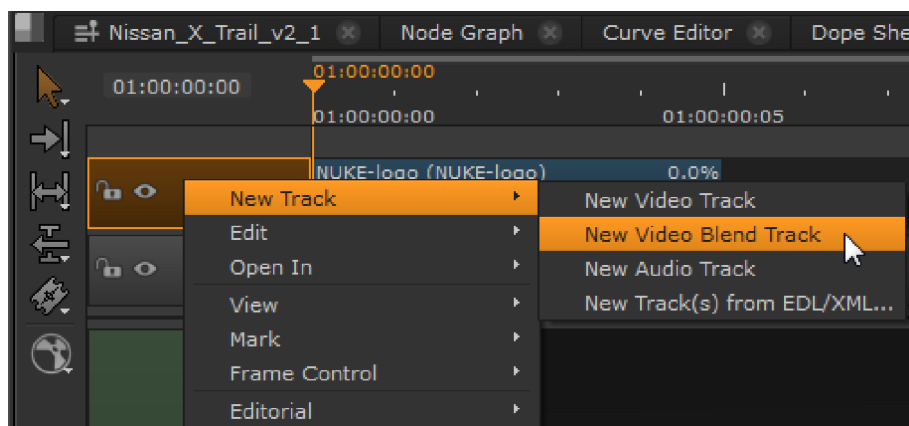 Nissan_X_Trail_v2_1 Node Graph Curve Editor Dope She
01:00:00:00
01:00:00:00
01:00:00:00 01:00:00:05
NUKE-logo (NUKE-logo) 0.0%
New Track New Video Track
Edit New Video Blend Track
Open In New Audio Track
View New Track(s) from EDL/XML...
Mark
Frame Control
Editorial